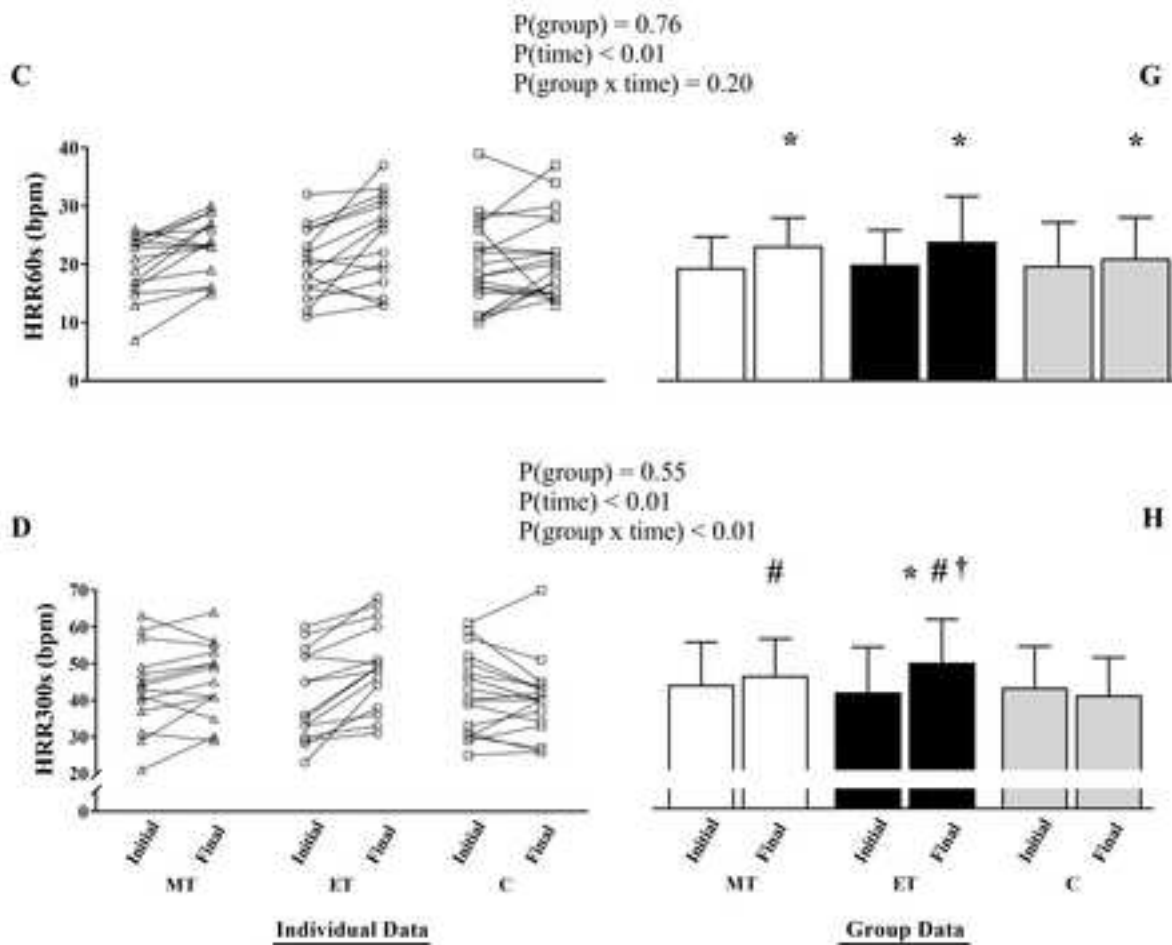 P(group) = 0.76
P(time) < 0.01
P(group x time) = 0.20
C
G
HRR60s (bpm)
40
30
20
10
0
*
*
*
P(group) = 0.55
P(time) < 0.01
P(group x time) < 0.01
D
H
HRR300s (bpm)
70
60
50
40
30
20
0
#
* # †
Initial Final Initial Final Initial Final
MT ET C
Initial Final Initial Final Initial Final
MT ET C
Individual Data
Group Data